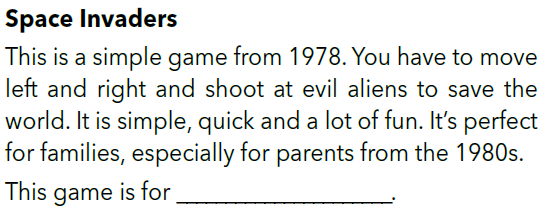 Space Invaders
This is a simple game from 1978. You have to move
left and right and shoot at evil aliens to save the
world. It is simple, quick and a lot of fun. It’s perfect
for families, especially for parents from the 1980s.
This game is for ______________________.